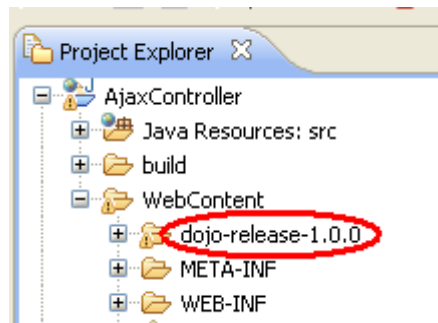 Project Explorer
AjaxController
Java Resources: src
build
WebContent
dojo-release-1.0.0
META-INF
WEB-INF